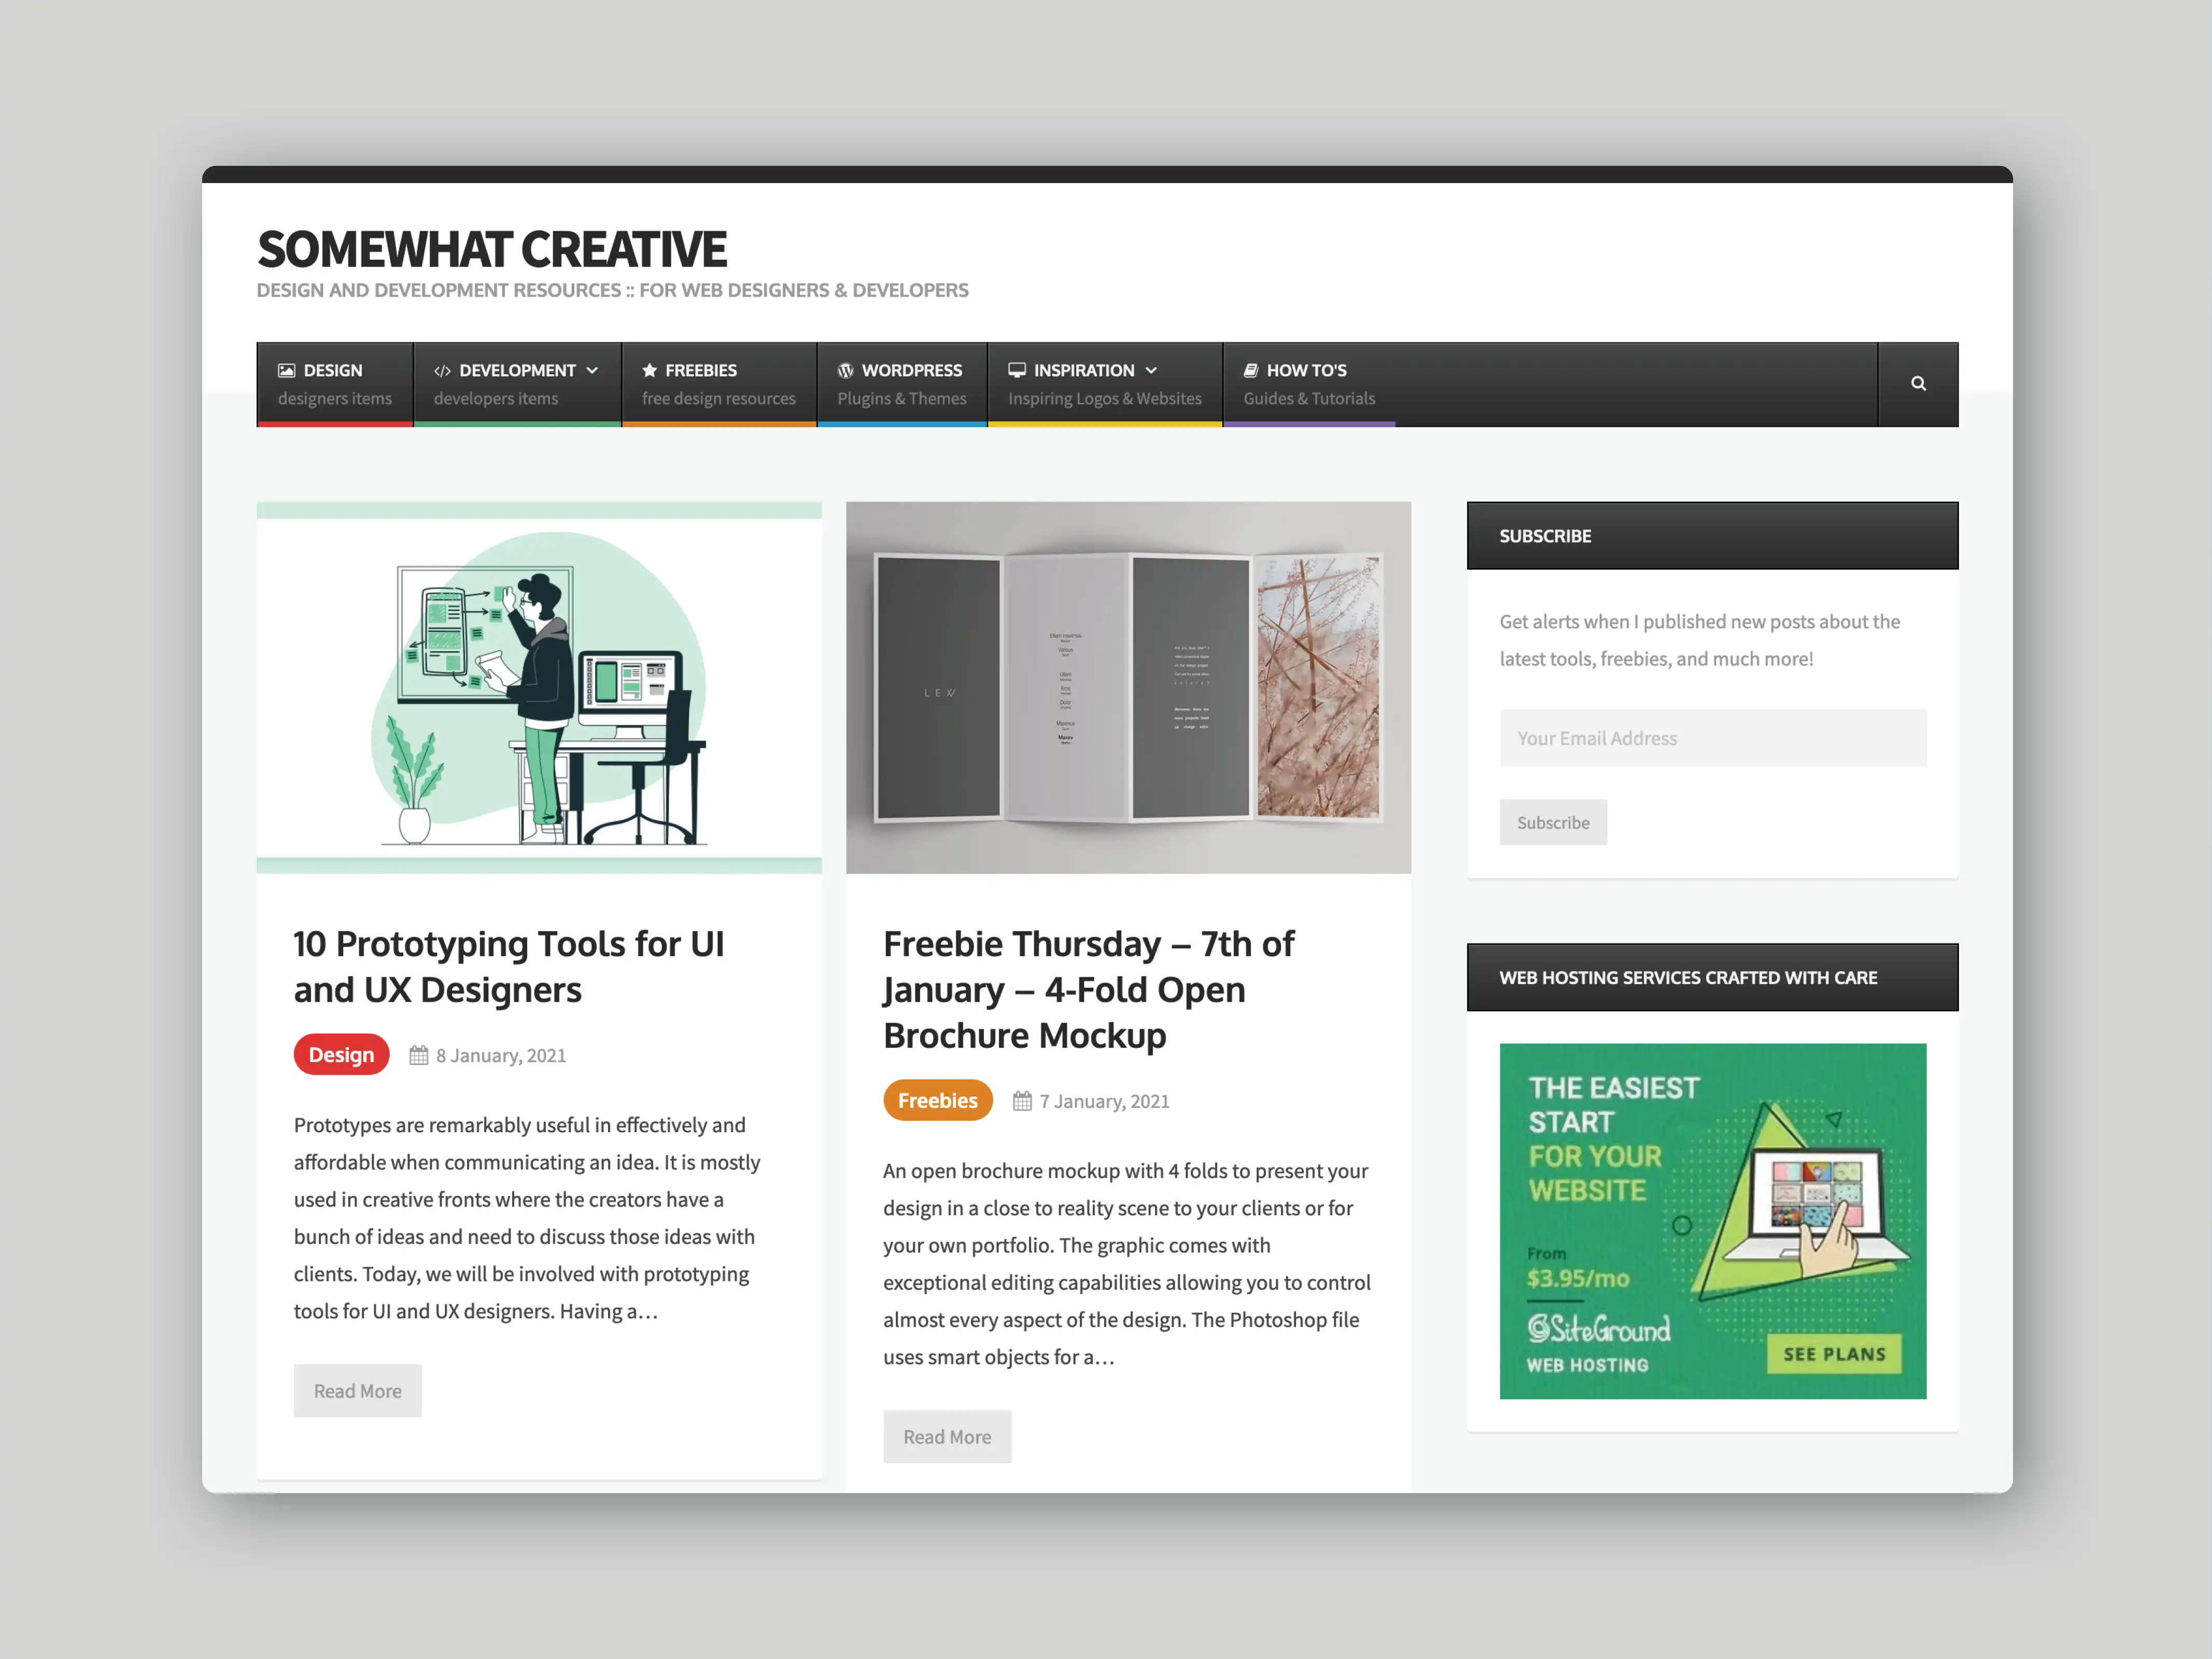 SOMEWHAT CREATIVE
DESIGN AND DEVELOPMENT RESOURCES :: FOR WEB DESIGNERS & DEVELOPERS
DESIGN
designers items
DEVELOPMENT
developers items
FREEBIES
free design resources
WORDPRESS
Plugins & Themes
INSPIRATION
Inspiring Logos & Websites
HOW TO'S
Guides & Tutorials
LEX
10 Prototyping Tools for UI
and UX Designers
Design
8 January, 2021
Prototypes are remarkably useful in effectively and
affordable when communicating an idea. It is mostly
used in creative fronts where the creators have a
bunch of ideas and need to discuss those ideas with
clients. Today, we will be involved with prototyping
tools for UI and UX designers. Having a…
Read More
Freebie Thursday – 7th of
January – 4-Fold Open
Brochure Mockup
Freebies
7 January, 2021
An open brochure mockup with 4 folds to present your
design in a close to reality scene to your clients or for
your own portfolio. The graphic comes with
exceptional editing capabilities allowing you to control
almost every aspect of the design. The Photoshop file
uses smart objects for a…
Read More
SUBSCRIBE
Get alerts when I published new posts about the
latest tools, freebies, and much more!
Your Email Address
Subscribe
WEB HOSTING SERVICES CRAFTED WITH CARE
THE EASIEST
START
FOR YOUR
WEBSITE
From
$3.95/mo
SiteGround
WEB HOSTING
SEE PLANS